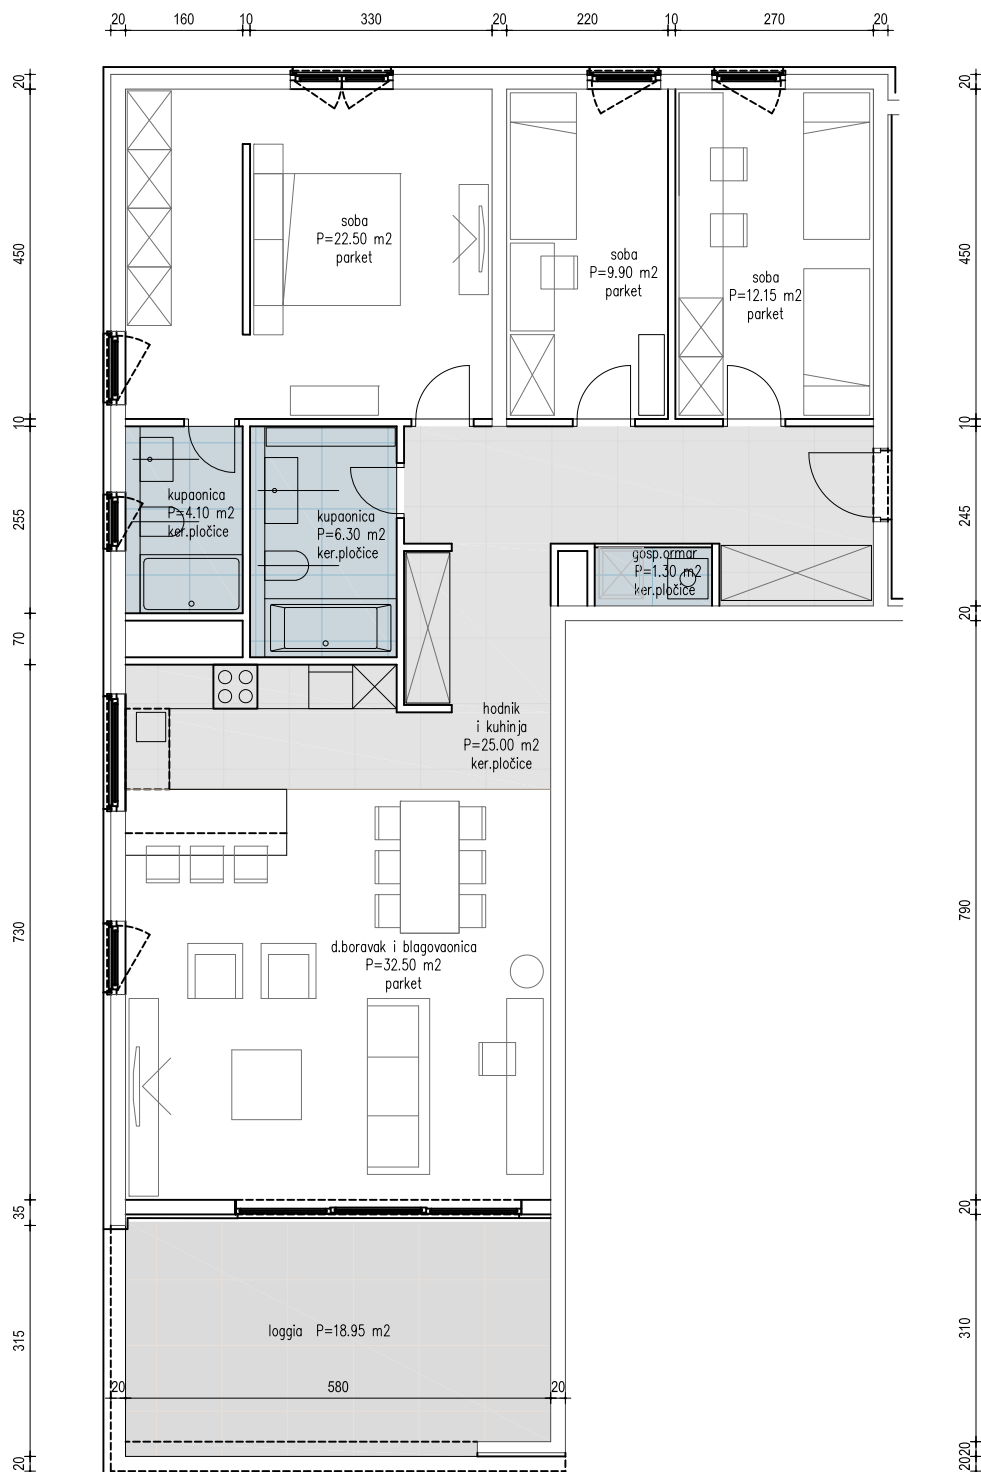 20 160 10 330 20 220 10 270 20
20
20
450
450
soba
P=22.50 m2
parket
soba
P=9.90 m2
parket
soba
P=12.15 m2
parket
10
10
255
245
kupaonica
P=4.10 m2
ker.pločice
kupaonica
P=6.30 m2
ker.pločice
gosp.ormar
P=1.30 m2
ker.pločice
70
20
hodnik
i kuhinja
P=25.00 m2
ker.pločice
730
790
d.boravak i blagovaonica
P=32.50 m2
parket
35
20
315
310
loggia P=18.95 m2
20 580 20
20
20
20